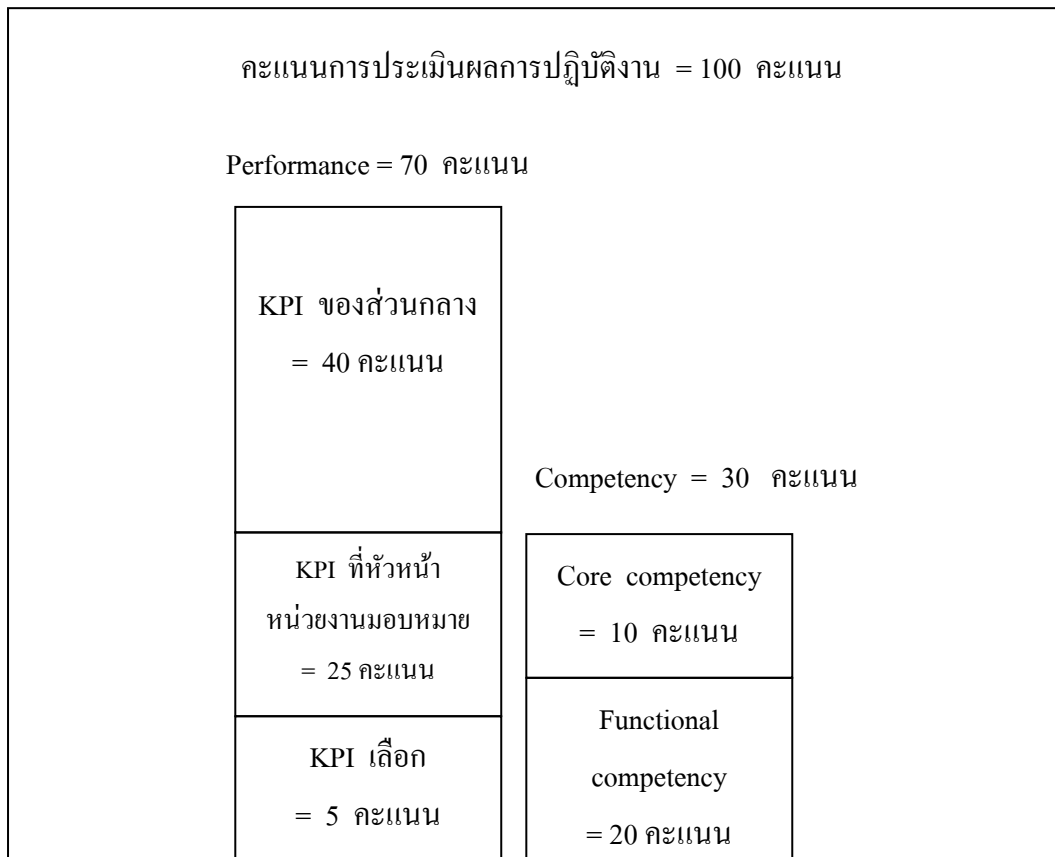 คะแนนการประเมินผลการปฏิบัติงาน = 100 คะแนน
Performance = 70 คะแนน
KPI ของส่วนกลาง
= 40 คะแนน
KPI ที่หัวหน้า
หน่วยงานมอบหมาย
= 25 คะแนน
KPI เลือก
= 5 คะแนน
Competency = 30 คะแนน
Core competency
= 10 คะแนน
Functional
competency
= 20 คะแนน